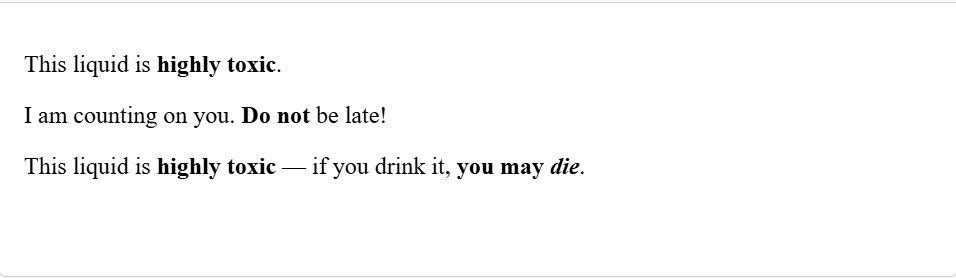 This liquid is highly toxic.
I am counting on you. Do not be late!
This liquid is highly toxic — if you drink it, you may die.